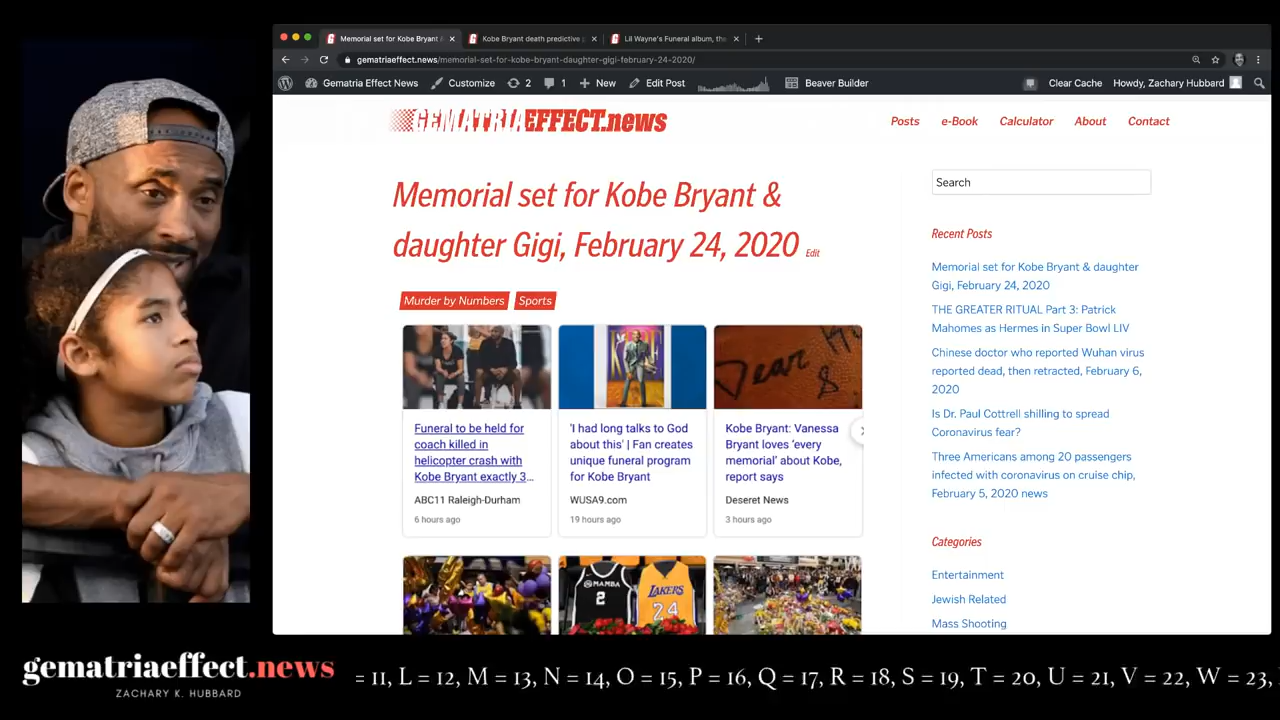 Memorial set for Kobe Bryant &
Kobe Bryant death predictive
Lil Wayne's Funeral album, the
gematriaeffect.news/memorial-set-for-kobe-bryant-daughter-gigi-february-24-2020/
Gematria Effect News
Customize
2
1
New
Edit Post
Beaver Builder
Clear Cache
Howdy, Zachary Hubbard
GEMATRIAEFFECT.news
Posts
e-Book
Calculator
About
Contact
Memorial set for Kobe Bryant &
daughter Gigi, February 24, 2020 Edit
Murder by Numbers
Sports
Funeral to be held for
coach killed in
helicopter crash with
Kobe Bryant exactly 3...
ABC11 Raleigh-Durham
6 hours ago
'I had long talks to God
about this' | Fan creates
unique funeral program
for Kobe Bryant
WUSA9.com
19 hours ago
Dear
8
Kobe Bryant: Vanessa
Bryant loves 'every
memorial' about Kobe,
report says
Deseret News
3 hours ago
MAMBA
2
LAKERS
24
Search
Recent Posts
Memorial set for Kobe Bryant & daughter
Gigi, February 24, 2020
THE GREATER RITUAL Part 3: Patrick
Mahomes as Hermes in Super Bowl LIV
Chinese doctor who reported Wuhan virus
reported dead, then retracted, February 6,
2020
Is Dr. Paul Cottrell shilling to spread
Coronavirus fear?
Three Americans among 20 passengers
infected with coronavirus on cruise chip,
February 5, 2020 news
Categories
Entertainment
Jewish Related
Mass Shooting
gematriaeffect.news
ZACHARY K. HUBBARD
= 11, L = 12, M = 13, N = 14, O = 15, P = 16, Q = 17, R = 18, S = 19, T = 20, U = 21, V = 22, W = 23,